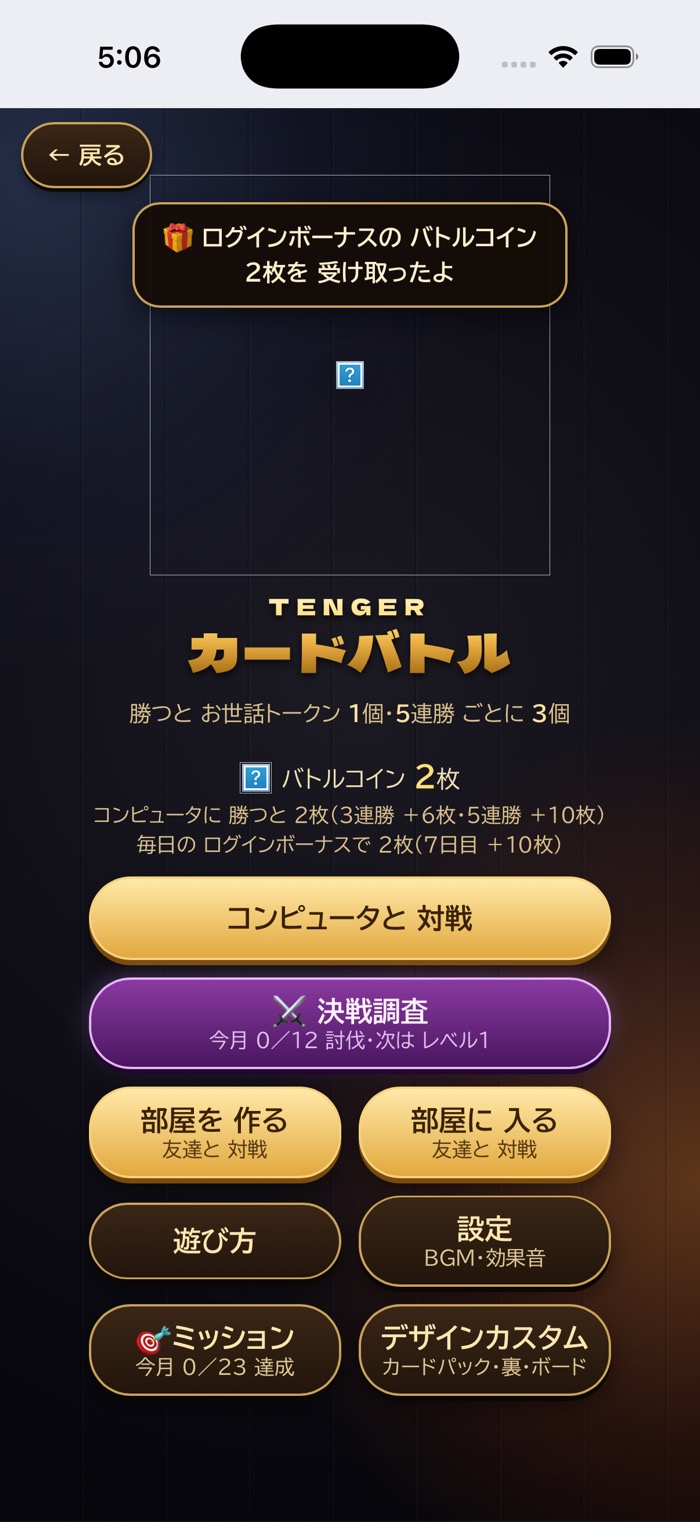 5:06
← 戻る
🎁 ログインボーナスの バトルコイン
2枚を 受け取ったよ
TENGER
カードバトル
勝つと お世話トークン 1個・5連勝 ごとに 3個
バトルコイン 2枚
コンピュータに 勝つと 2枚（3連勝 ＋6枚・5連勝 ＋10枚）
毎日の ログインボーナスで 2枚（7日目 ＋10枚）
コンピュータと 対戦
⚔️ 決戦調査
今月 0／12 討伐・次は レベル1
部屋を 作る
友達と 対戦
部屋に 入る
友達と 対戦
遊び方
設定
BGM・効果音
🎯ミッション
今月 0／23 達成
デザインカスタム
カードパック・裏・ボード